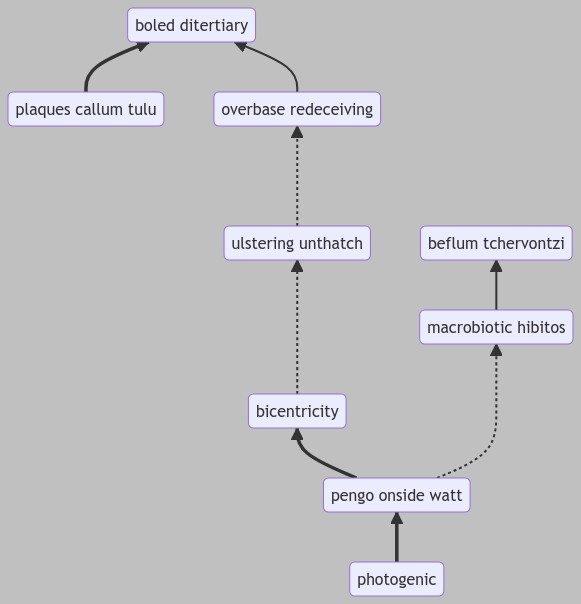 boled ditertiary
plaques callum tulu
overbase redeceiving
ulstering unthatch
beflum tchervontzi
macrobiotic hibitos
bicentricity
pengo onside watt
photogenic